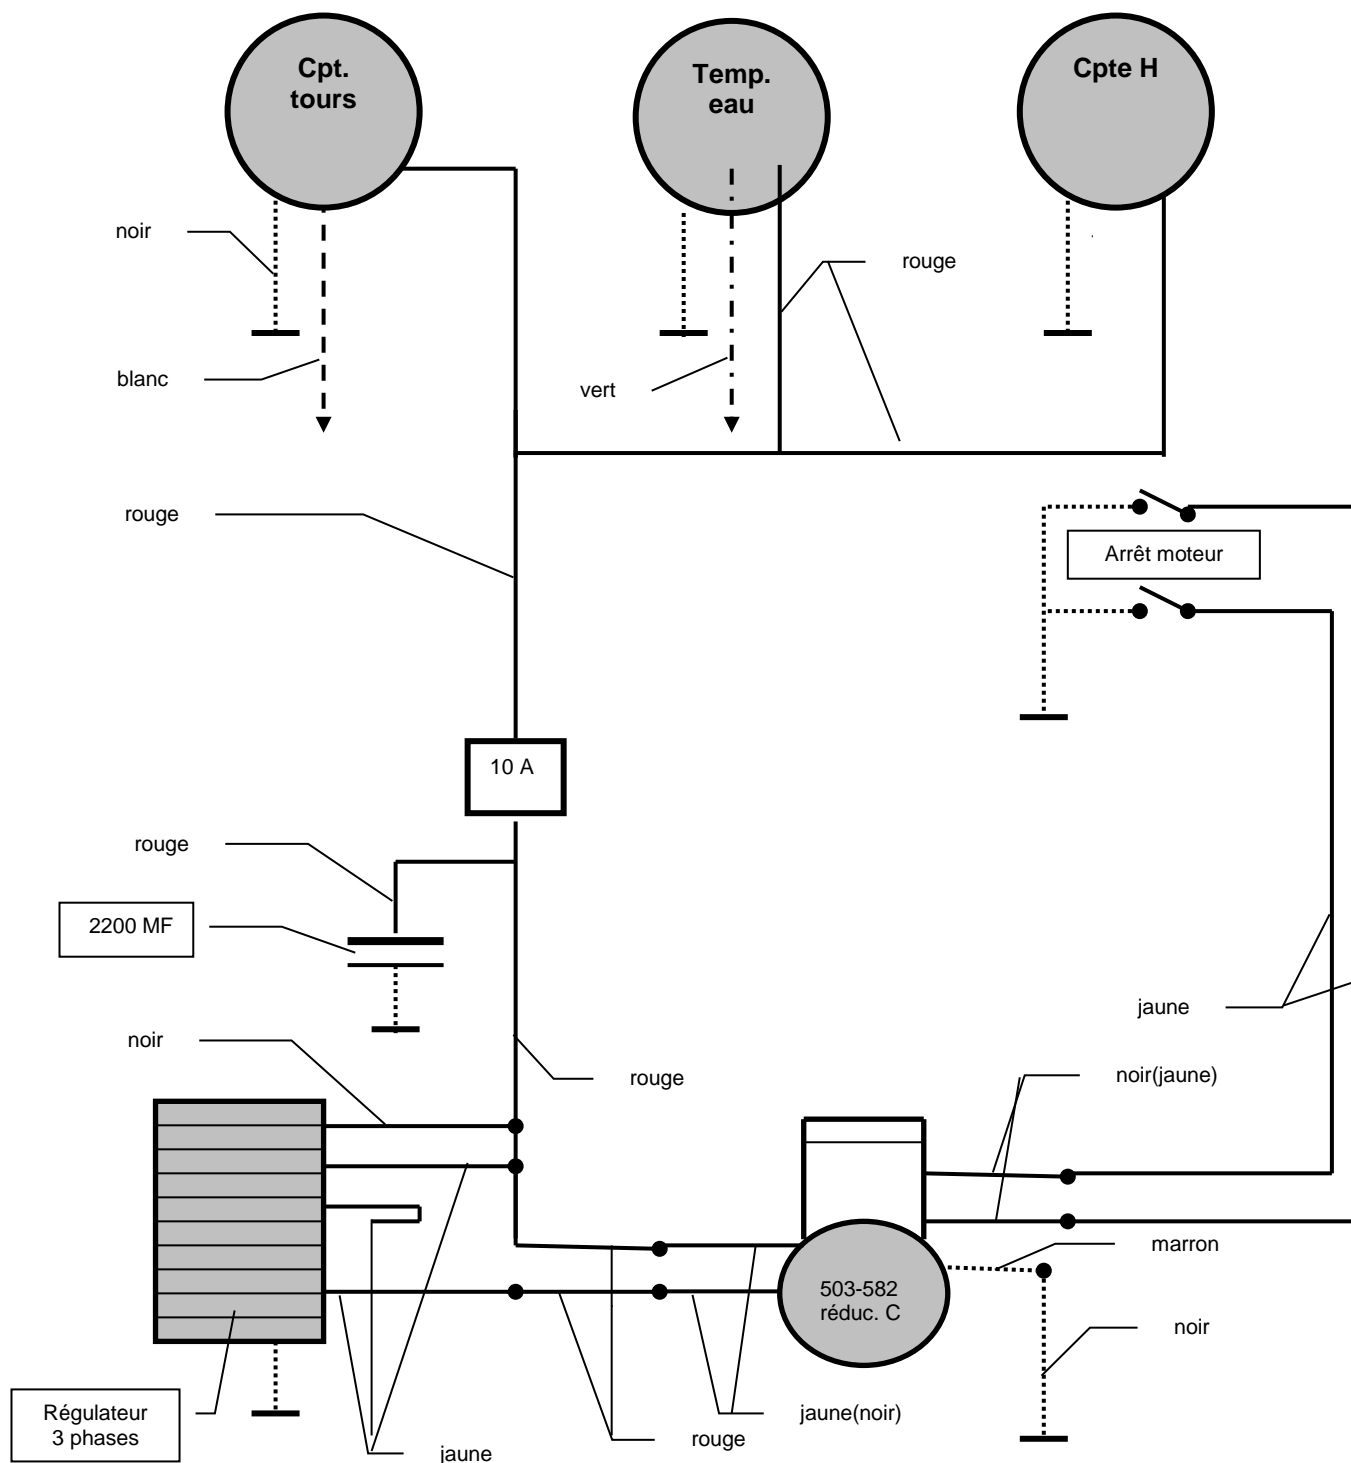 Cpt.
tours
Temp.
eau
Cpte H
noir
rouge
blanc
vert
rouge
Arrêt moteur
10 A
rouge
2200 MF
jaune
noir
rouge
noir(jaune)
marron
503-582
réduc. C
noir
Régulateur
3 phases
jaune(noir)
rouge
jaune